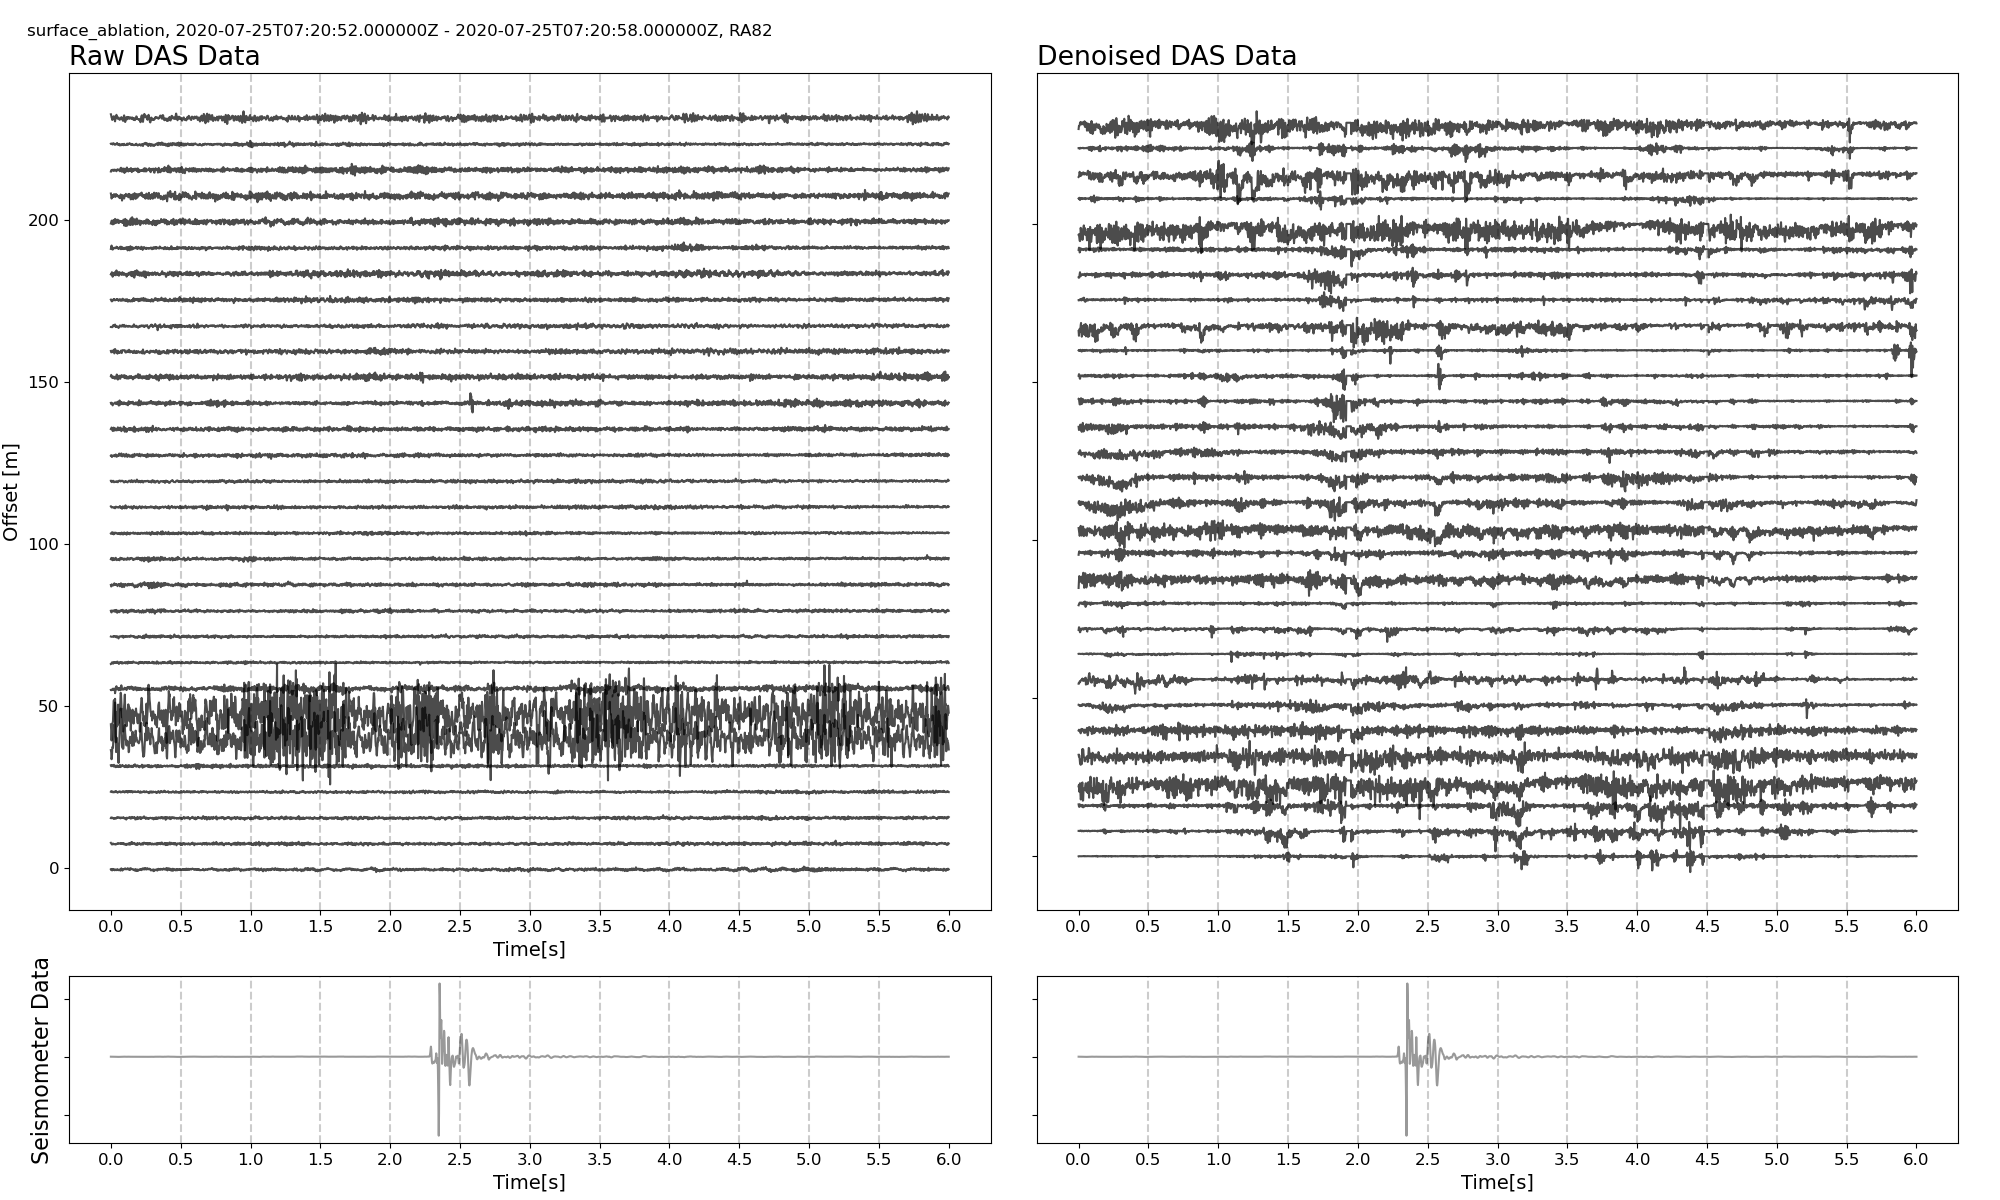 surface_ablation, 2020-07-25T07:20:52.000000Z - 2020-07-25T07:20:58.000000Z, RA82
Raw DAS Data
Denoised DAS Data
Offset [m]
200
150
100
50
0
0.0 0.5 1.0 1.5 2.0 2.5 3.0 3.5 4.0 4.5 5.0 5.5 6.0
Time[s]
0.0 0.5 1.0 1.5 2.0 2.5 3.0 3.5 4.0 4.5 5.0 5.5 6.0
Seismometer Data
0.0 0.5 1.0 1.5 2.0 2.5 3.0 3.5 4.0 4.5 5.0 5.5 6.0
Time[s]
0.0 0.5 1.0 1.5 2.0 2.5 3.0 3.5 4.0 4.5 5.0 5.5 6.0
Time[s]